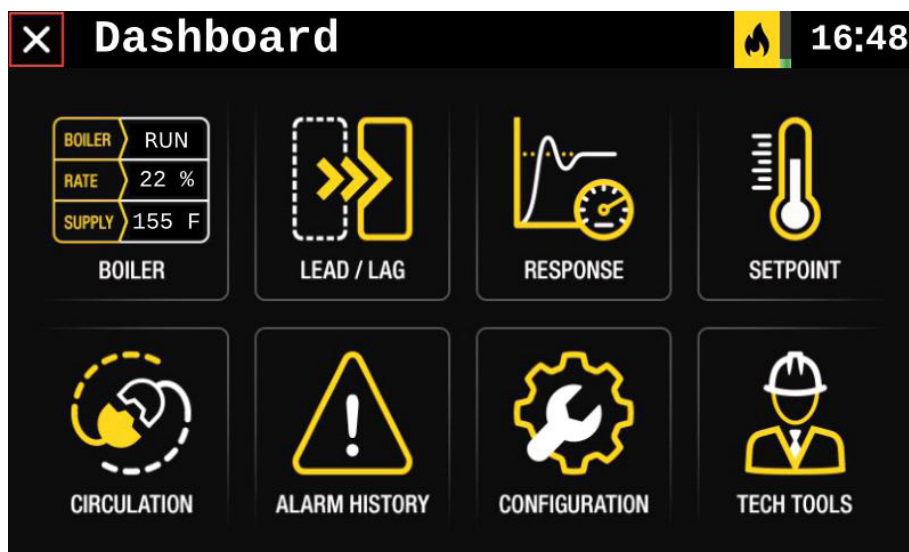 Dashboard 16:48
BOILER RUN
RATE 22 %
SUPPLY 155 F
BOILER
LEAD / LAG
RESPONSE
SETPOINT
CIRCULATION
ALARM HISTORY
CONFIGURATION
TECH TOOLS